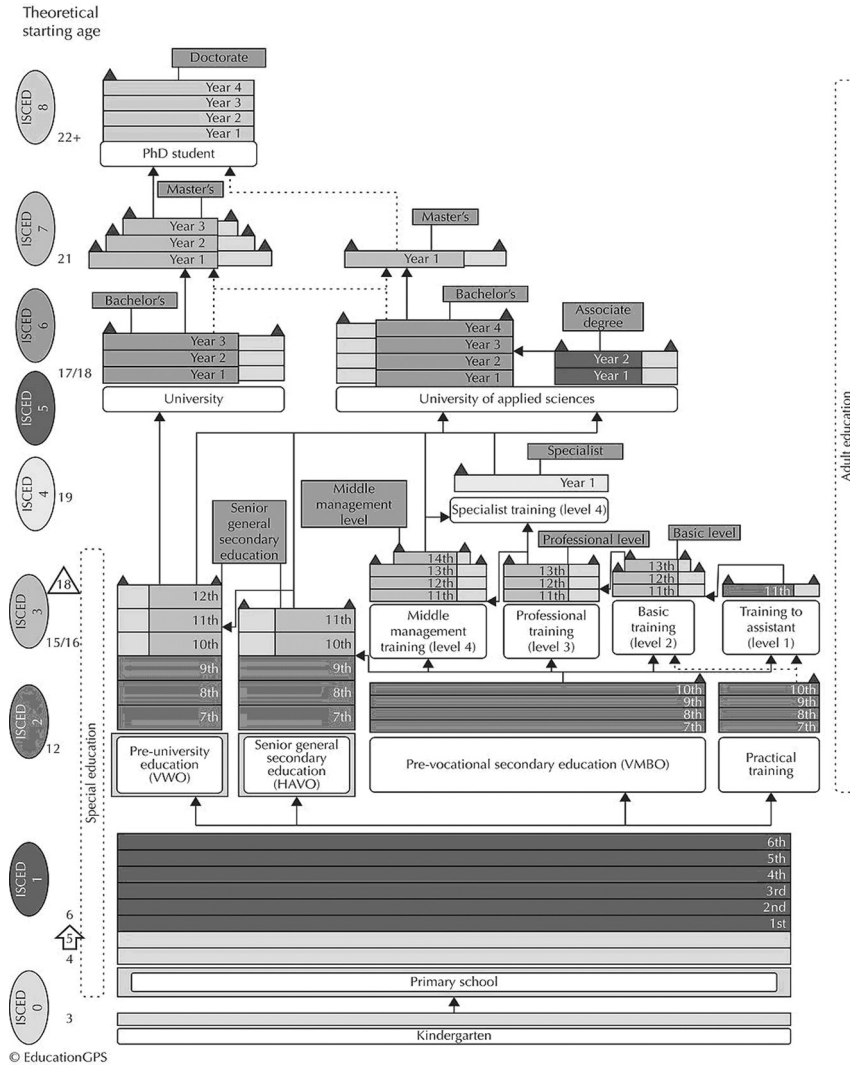 Theoretical
starting age
Doctorate
ISCED
8
Year 4
Year 3
Year 2
Year 1
22+
PhD student
Master's
ISCED
7
Year 3
Year 2
Year 1
21
Master's
Year 1
Bachelor's
ISCED
6
Year 3
Year 2
Year 1
17/18
University
Bachelor's
Year 4
Year 3
Year 2
Year 1
Associate
degree
Year 2
Year 1
University of applied sciences
ISCED
5
ISCED
4
19
Specialist
Year 1
Specialist training (level 4)
Senior
general
secondary
education
Middle
management
level
Professional level
Basic level
ISCED
3
18
15/16
12th
11th
10th
9th
8th
7th
11th
10th
9th
8th
7th
14th
13th
12th
11th
Middle
management
training (level 4)
13th
12th
11th
Professional
training
(level 3)
13th
12th
11th
Basic
training
(level 2)
11th
Training to
assistant
(level 1)
ISCED
2
12
Pre-university
education
(VWO)
Senior general
secondary
education
(HAVO)
10th
9th
8th
7th
Pre-vocational secondary education (VMBO)
10th
9th
8th
7th
Practical
training
Special education
Adult education
ISCED
1
6th
5th
4th
3rd
2nd
1st
6
5
4
Primary school
ISCED
0
3
Kindergarten
© EducationGPS